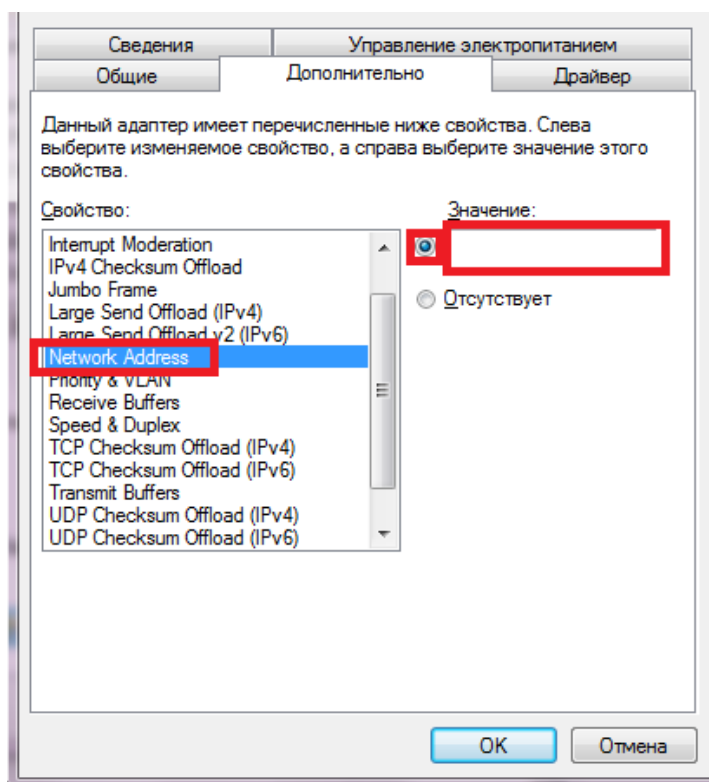 Сведения
Управление электропитанием
Общие
Дополнительно
Драйвер
Данный адаптер имеет перечисленные ниже свойства. Слева
выберите изменяемое свойство, а справа выберите значение этого
свойства.
Свойство:
Значение:
Interrupt Moderation
IPv4 Checksum Offload
Jumbo Frame
Large Send Offload (IPv4)
Large Send Offload v2 (IPv6)
Network Address
Priority & VLAN
Receive Buffers
Speed & Duplex
TCP Checksum Offload (IPv4)
TCP Checksum Offload (IPv6)
Transmit Buffers
UDP Checksum Offload (IPv4)
UDP Checksum Offload (IPv6)
Отсутствует
OK
Отмена